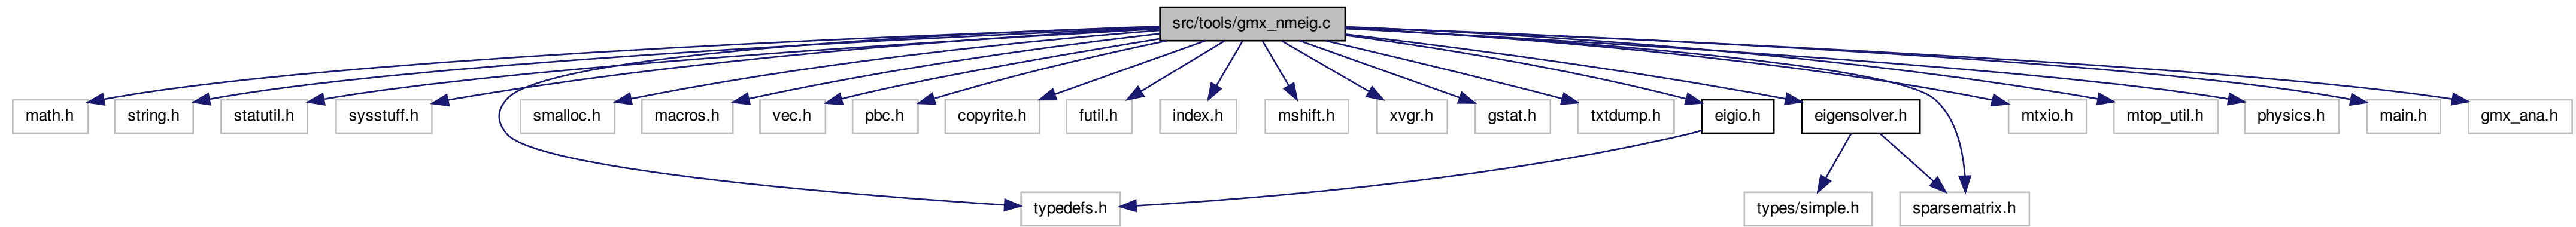 src/tools/gmx_nmeig.c
math.h
string.h
statutil.h
sysstuff.h
smalloc.h
macros.h
vec.h
pbc.h
copyrite.h
futil.h
index.h
mshift.h
xvgr.h
gstat.h
txtdump.h
eigio.h
eigensolver.h
mtxio.h
mtop_util.h
physics.h
main.h
gmx_ana.h
typedefs.h
types/simple.h
sparsematrix.h